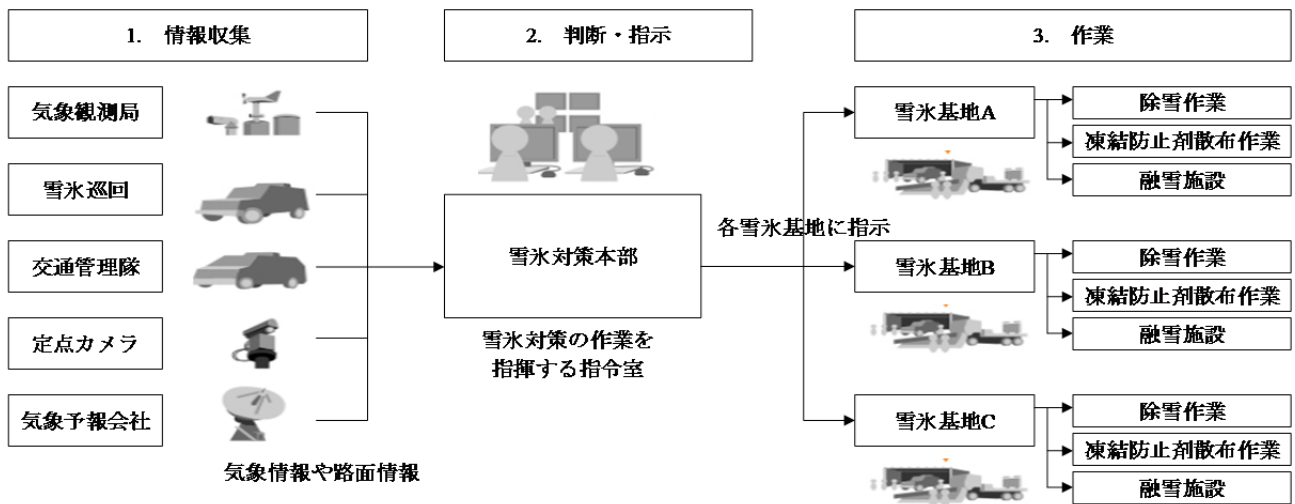 1. 情報収集
2. 判断・指示
3. 作業
気象観測局
雪氷巡回
交通管理隊
定点カメラ
気象予報会社
気象情報や路面情報
雪氷対策本部
雪氷対策の作業を
指揮する指令室
各雪氷基地に指示
雪氷基地A
除雪作業
凍結防止剤散布作業
融雪施設
雪氷基地B
除雪作業
凍結防止剤散布作業
融雪施設
雪氷基地C
除雪作業
凍結防止剤散布作業
融雪施設